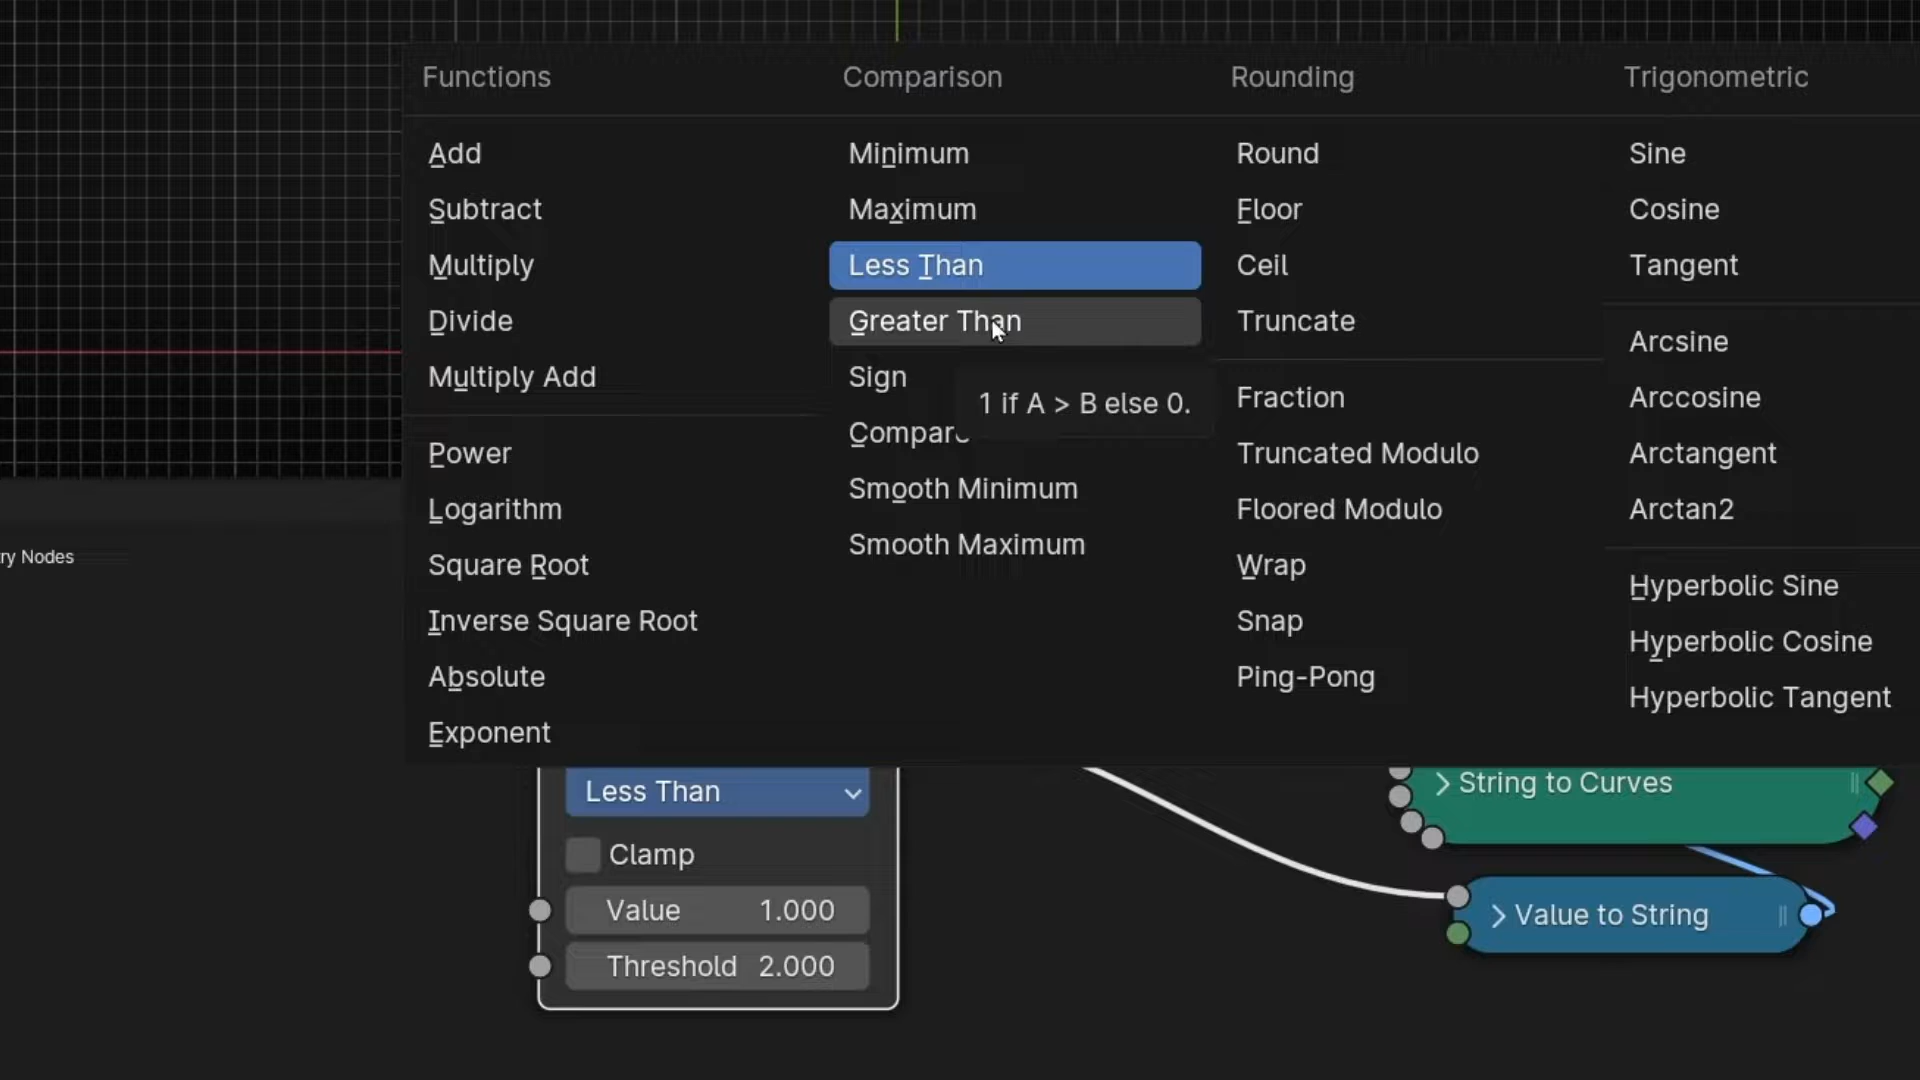 Functions
Add
Subtract
Multiply
Divide
Multiply Add
Power
Logarithm
Square Root
Inverse Square Root
Absolute
Exponent
Comparison
Minimum
Maximum
Less Than
Greater Than
Sign
1 if A > B else 0.
Compare
Smooth Minimum
Smooth Maximum
Rounding
Round
Floor
Ceil
Truncate
Fraction
Truncated Modulo
Floored Modulo
Wrap
Snap
Ping-Pong
Trigonometric
Sine
Cosine
Tangent
Arcsine
Arccosine
Arctangent
Arctan2
Hyperbolic Sine
Hyperbolic Cosine
Hyperbolic Tangent
ry Nodes
Less Than
Clamp
Value 1.000
Threshold 2.000
String to Curves
Value to String